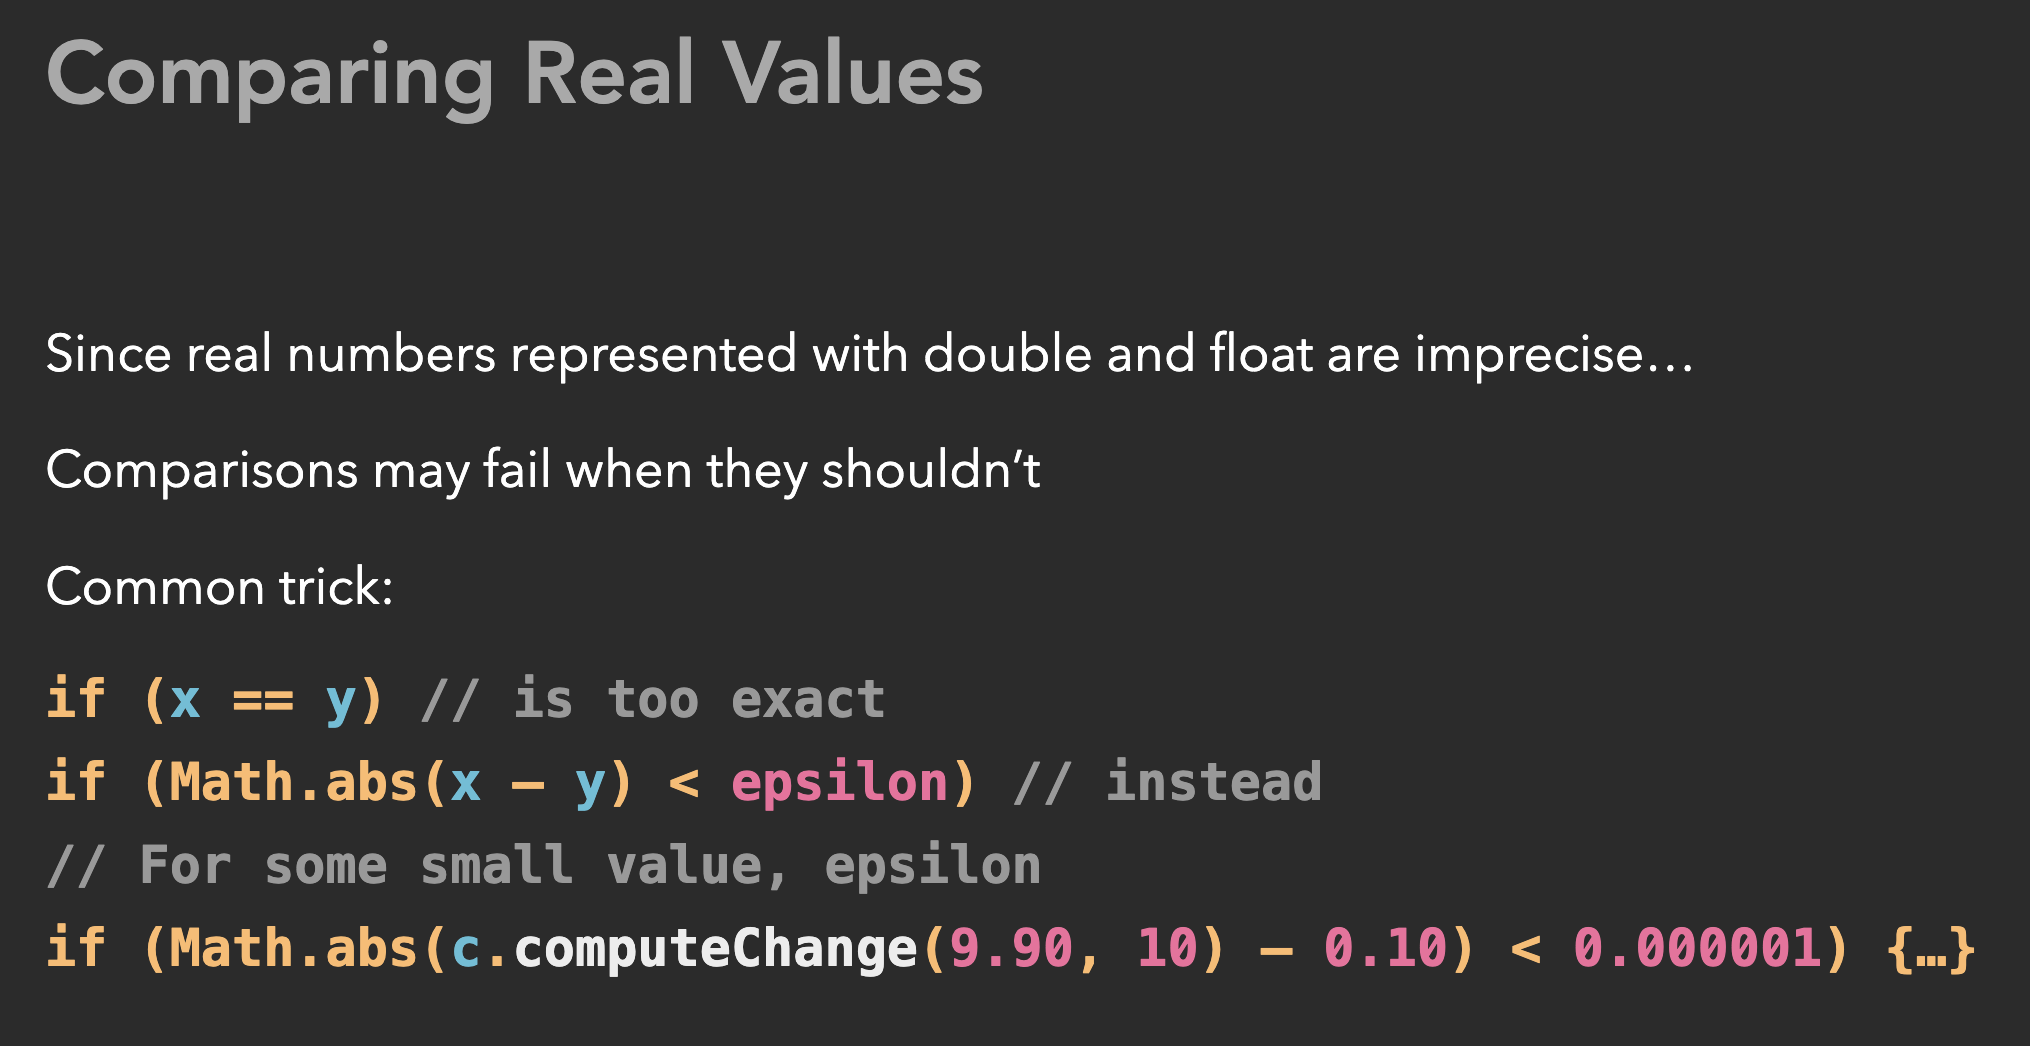 Comparing Real Values
Since real numbers represented with double and float are imprecise…
Comparisons may fail when they shouldn’t
Common trick:
if (x == y) // is too exact
if (Math.abs(x – y) < epsilon) // instead
// For some small value, epsilon
if (Math.abs(c.computeChange(9.90, 10) – 0.10) < 0.000001) {…}